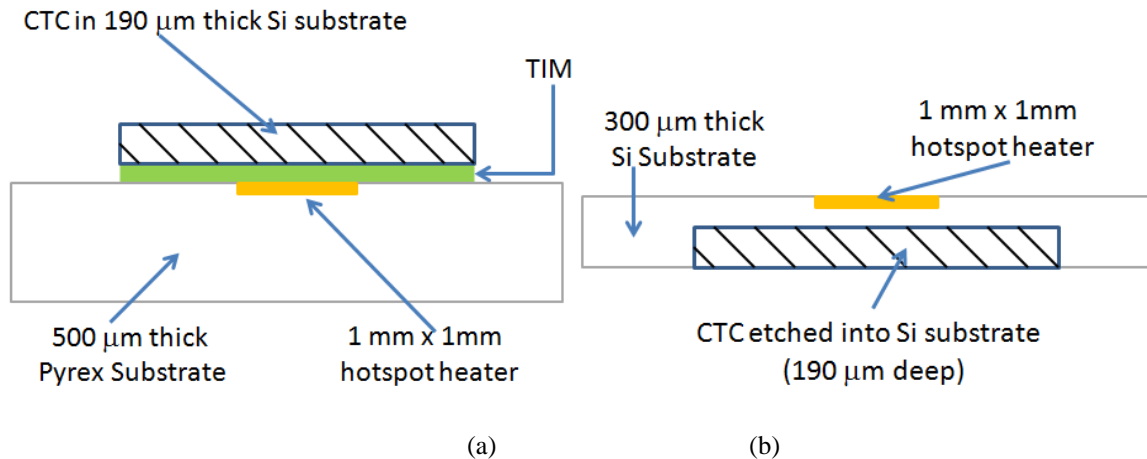 CTC in 190 μm thick Si substrate
TIM
500 μm thick
Pyrex Substrate
1 mm x 1mm
hotspot heater
(a)
300 μm thick
Si Substrate
1 mm x 1mm
hotspot heater
CTC etched into Si substrate
(190 μm deep)
(b)